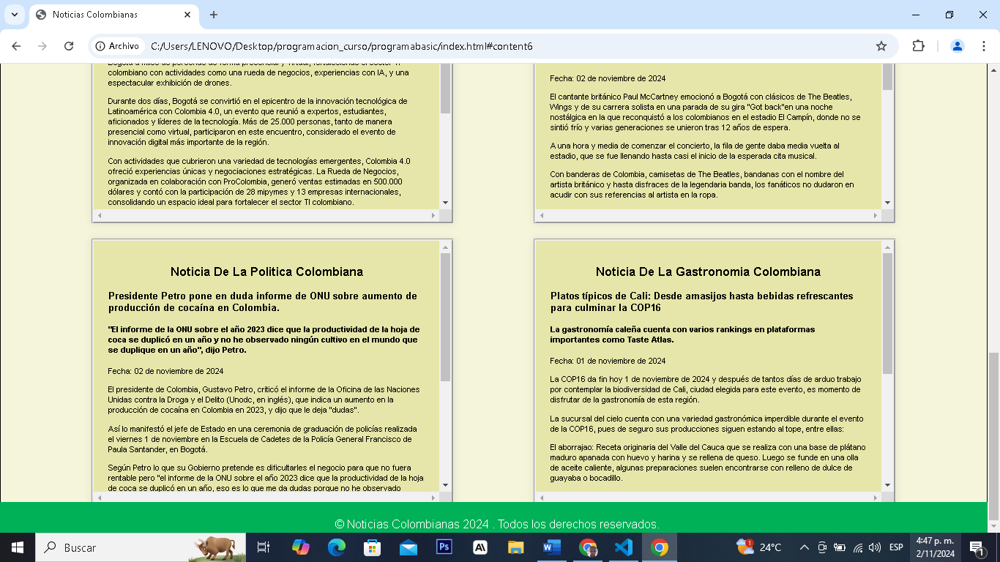 Noticias Colombianas
Archivo
C:/Users/LENOVO/Desktop/programacion_curso/programabasic/index.html#content6
colombiano con actividades como una rueda de negocios, experiencias con IA, y una
espectacular exhibición de drones.
Durante dos días, Bogotá se convirtió en el epicentro de la innovación tecnológica de
Latinoamérica con Colombia 4.0, un evento que reunió a expertos, estudiantes,
aficionados y líderes de la tecnología. Más de 25.000 personas, tanto de manera
presencial como virtual, participaron en este encuentro, considerado el evento de
innovación digital más importante de la región.
Con actividades que cubrieron una variedad de tecnologías emergentes, Colombia 4.0
ofreció experiencias únicas y negociaciones estratégicas. La Rueda de Negocios,
organizada en colaboración con ProColombia, generó ventas estimadas en 500.000
dólares y contó con la participación de 28 mipymes y 13 empresas internacionales,
consolidando un espacio ideal para fortalecer el sector TI colombiano.
Fecha: 02 de noviembre de 2024
El cantante británico Paul McCartney emocionó a Bogotá con clásicos de The Beatles,
Wings y de su carrera solista en una parada de su gira "Got back"en una noche
nostálgica en la que reconquistó a los colombianos en el estadio El Campín, donde no se
sintió frío y varias generaciones se unieron tras 12 años de espera.
A una hora y media de comenzar el concierto, la fila de gente daba media vuelta al
estadio, que se fue llenando hasta casi el inicio de la esperada cita musical.
Con banderas de Colombia, camisetas de The Beatles, bandanas con el nombre del
artista británico y hasta disfraces de la legendaria banda, los fanáticos no dudaron en
acudir con sus referencias al artista en la ropa.
Noticia De La Politica Colombiana
Presidente Petro pone en duda informe de ONU sobre aumento de
producción de cocaína en Colombia.
"El informe de la ONU sobre el año 2023 dice que la productividad de la hoja de
coca se duplicó en un año y no he observado ningún cultivo en el mundo que
se duplique en un año", dijo Petro.
Fecha: 02 de noviembre de 2024
El presidente de Colombia, Gustavo Petro, criticó el informe de la Oficina de las Naciones
Unidas contra la Droga y el Delito (Unodc, en inglés), que indica un aumento en la
producción de cocaína en Colombia en 2023, y dijo que le deja "dudas".
Así lo manifestó el jefe de Estado en una ceremonia de graduación de policías realizada
el viernes 1 de noviembre en la Escuela de Cadetes de la Policía General Francisco de
Paula Santander, en Bogotá.
Según Petro lo que su Gobierno pretende es dificultarles el negocio para que no fuera
rentable pero "el informe de la ONU sobre el año 2023 dice que la productividad de la hoja
de coca se duplicó en un año, eso es lo que me da dudas porque no he observado
Noticia De La Gastronomia Colombiana
Platos típicos de Cali: Desde amasijos hasta bebidas refrescantes
para culminar la COP16
La gastronomía caleña cuenta con varios rankings en plataformas
importantes como Taste Atlas.
Fecha: 01 de noviembre de 2024
La COP16 da fin hoy 1 de noviembre de 2024 y después de tantos días de arduo trabajo
por contemplar la biodiversidad de Cali, ciudad elegida para este evento, es momento de
disfrutar de la gastronomía de esta región.
La sucursal del cielo cuenta con una variedad gastronómica imperdible durante el evento
de la COP16, pues de seguro sus producciones siguen estando al tope, entre ellas:
El aborrajao: Receta originaria del Valle del Cauca que se realiza con una base de plátano
maduro apanada con huevo y harina y se rellena de queso. Luego se funde en una olla
de aceite caliente, algunas preparaciones suelen encontrarse con relleno de dulce de
guayaba o bocadillo.
© Noticias Colombianas 2024 . Todos los derechos reservados.
Buscar
Ps
W
1
24°C
ESP
4:47 p. m.
2/11/2024
1